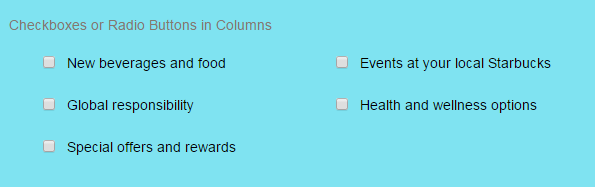 Checkboxes or Radio Buttons in Columns
New beverages and food
Events at your local Starbucks
Global responsibility
Health and wellness options
Special offers and rewards